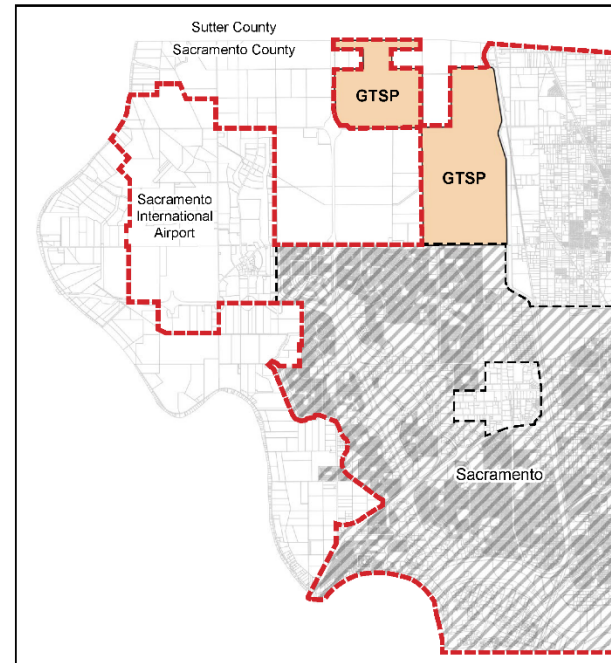 Sutter County
Sacramento County
GTSP
GTSP
Sacramento
International
Airport
Sacramento